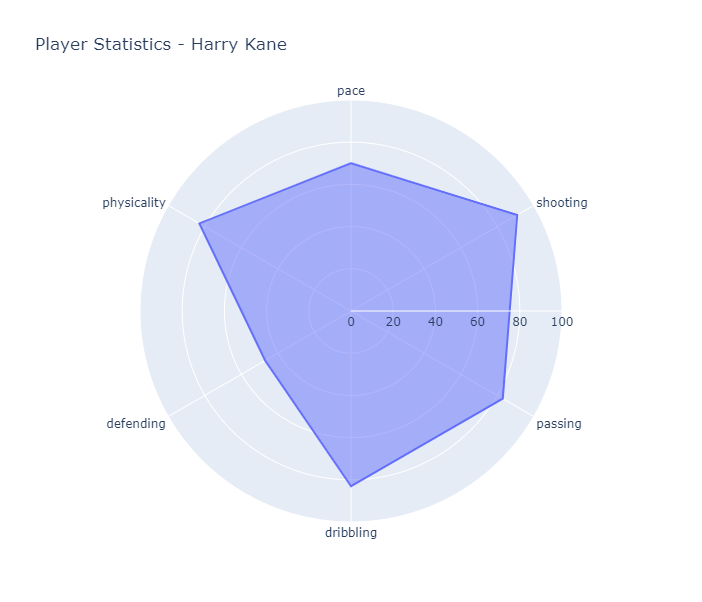 Player Statistics - Harry Kane
pace
physicality
shooting
0 20 40 60 80 100
defending
passing
dribbling